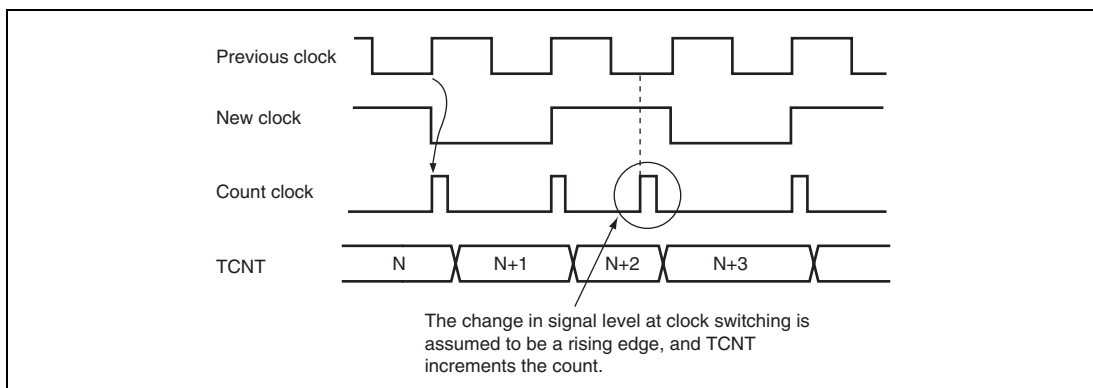 Previous clock
New clock
Count clock
TCNT
N
N+1
N+2
N+3
The change in signal level at clock switching is
assumed to be a rising edge, and TCNT
increments the count.